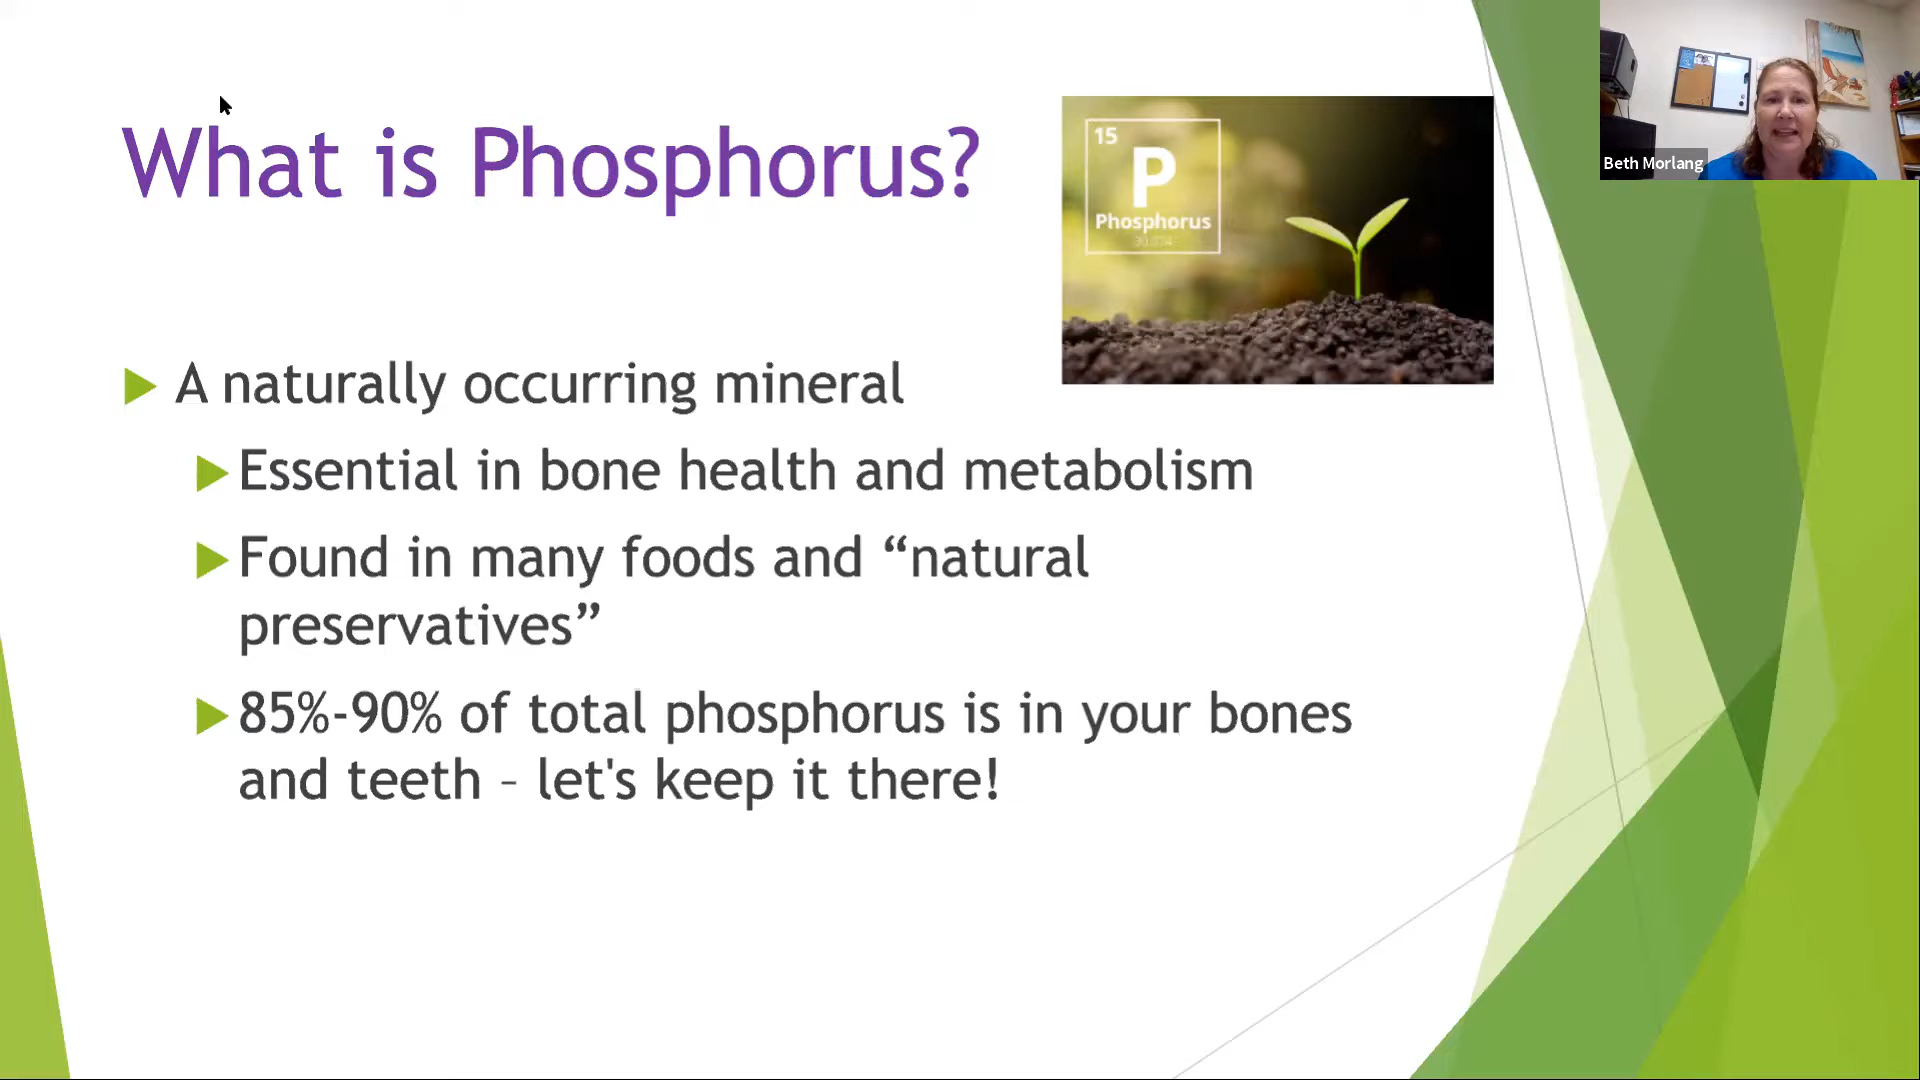 What is Phosphorus?
15
P
Phosphorus
30.974
Beth Morlang
A naturally occurring mineral
Essential in bone health and metabolism
Found in many foods and “natural
preservatives”
85%-90% of total phosphorus is in your bones
and teeth – let's keep it there!